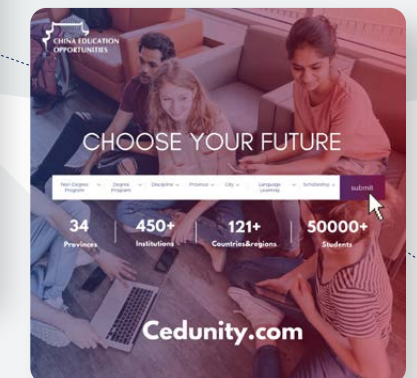 CHINA EDUCATION
OPPORTUNITIES
CHOOSE YOUR FUTURE
Non-Degree Program
Degree Program
Discipline
Province
City
Language Learning
Scholarship
submit
34
Provinces
450+
Institutions
121+
Countries&regions
50000+
Students
Cedunity.com